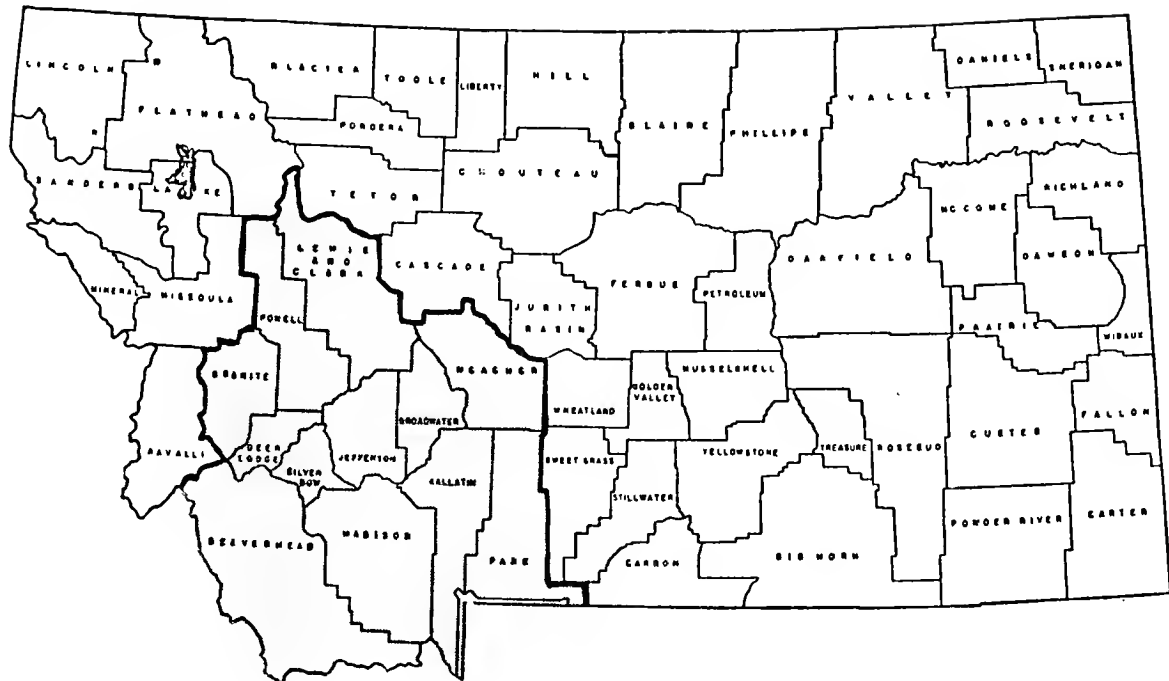 LINCOLN
FLATHEAD
GLACIER
TOOLE
LIBERTY
HILL
BLAINE
PHILLIPS
VALLEY
DANIELS
SHERIDAN
ROOSEVELT
PONDERA
SANDERS
LAKE
TETON
CHOUTEAU
RICHLAND
MCCONE
LEWIS
AND
CLARK
CASCADE
FERGUS
PETROLEUM
GARFIELD
DAWSON
MINERAL
MISSOULA
POWELL
JUDITH
BASIN
PRAIRIE
WIBAUX
GRANITE
MEAGHER
WHEATLAND
GOLDEN
VALLEY
MUSSELSHELL
CUSTER
FALLON
BROADWATER
RAVALLI
DEER
LODGE
SILVER
BOW
JEFFERSON
GALLATIN
SWEET GRASS
STILLWATER
YELLOWSTONE
TREASURE
ROSEBUD
BEAVERHEAD
MADISON
PARK
CARBON
BIG HORN
POWDER RIVER
CARTER